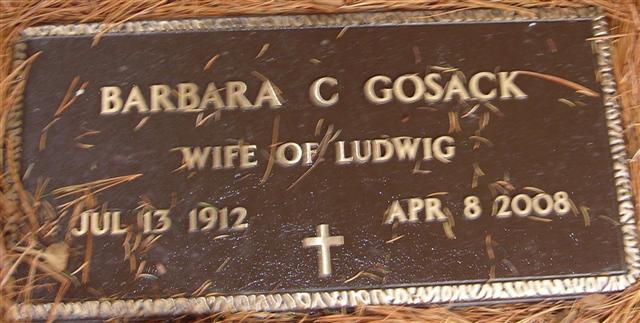 BARBARA C GOSACK
WIFE OF LUDWIG
JUL 13 1912 APR 8 2008